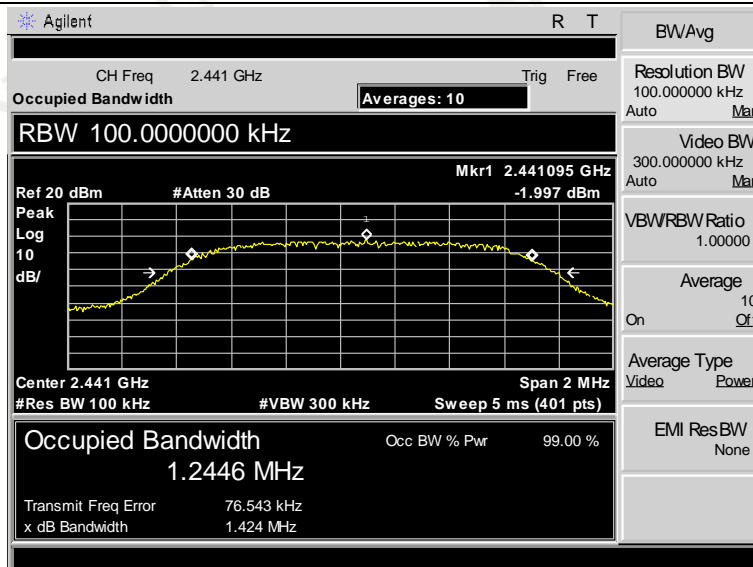 Agilent R T
CH Freq 2.441 GHz Trig Free
Occupied Bandwidth Averages: 10
RBW 100.0000000 kHz
Mkr1 2.441095 GHz
Ref 20 dBm #Atten 30 dB -1.997 dBm
Peak
Log
10
dB/
1
Center 2.441 GHz Span 2 MHz
#Res BW 100 kHz #VBW 300 kHz Sweep 5 ms (401 pts)
Occupied Bandwidth Occ BW % Pwr 99.00 %
1.2446 MHz
Transmit Freq Error 76.543 kHz
x dB Bandwidth 1.424 MHz
BW/Avg
Resolution BW
100.000000 kHz
Auto
Video BW
300.000000 kHz
Auto
VBW/RBW Ratio
1.00000
Average
10
On
Average Type
Video Power
EMI Res BW
None